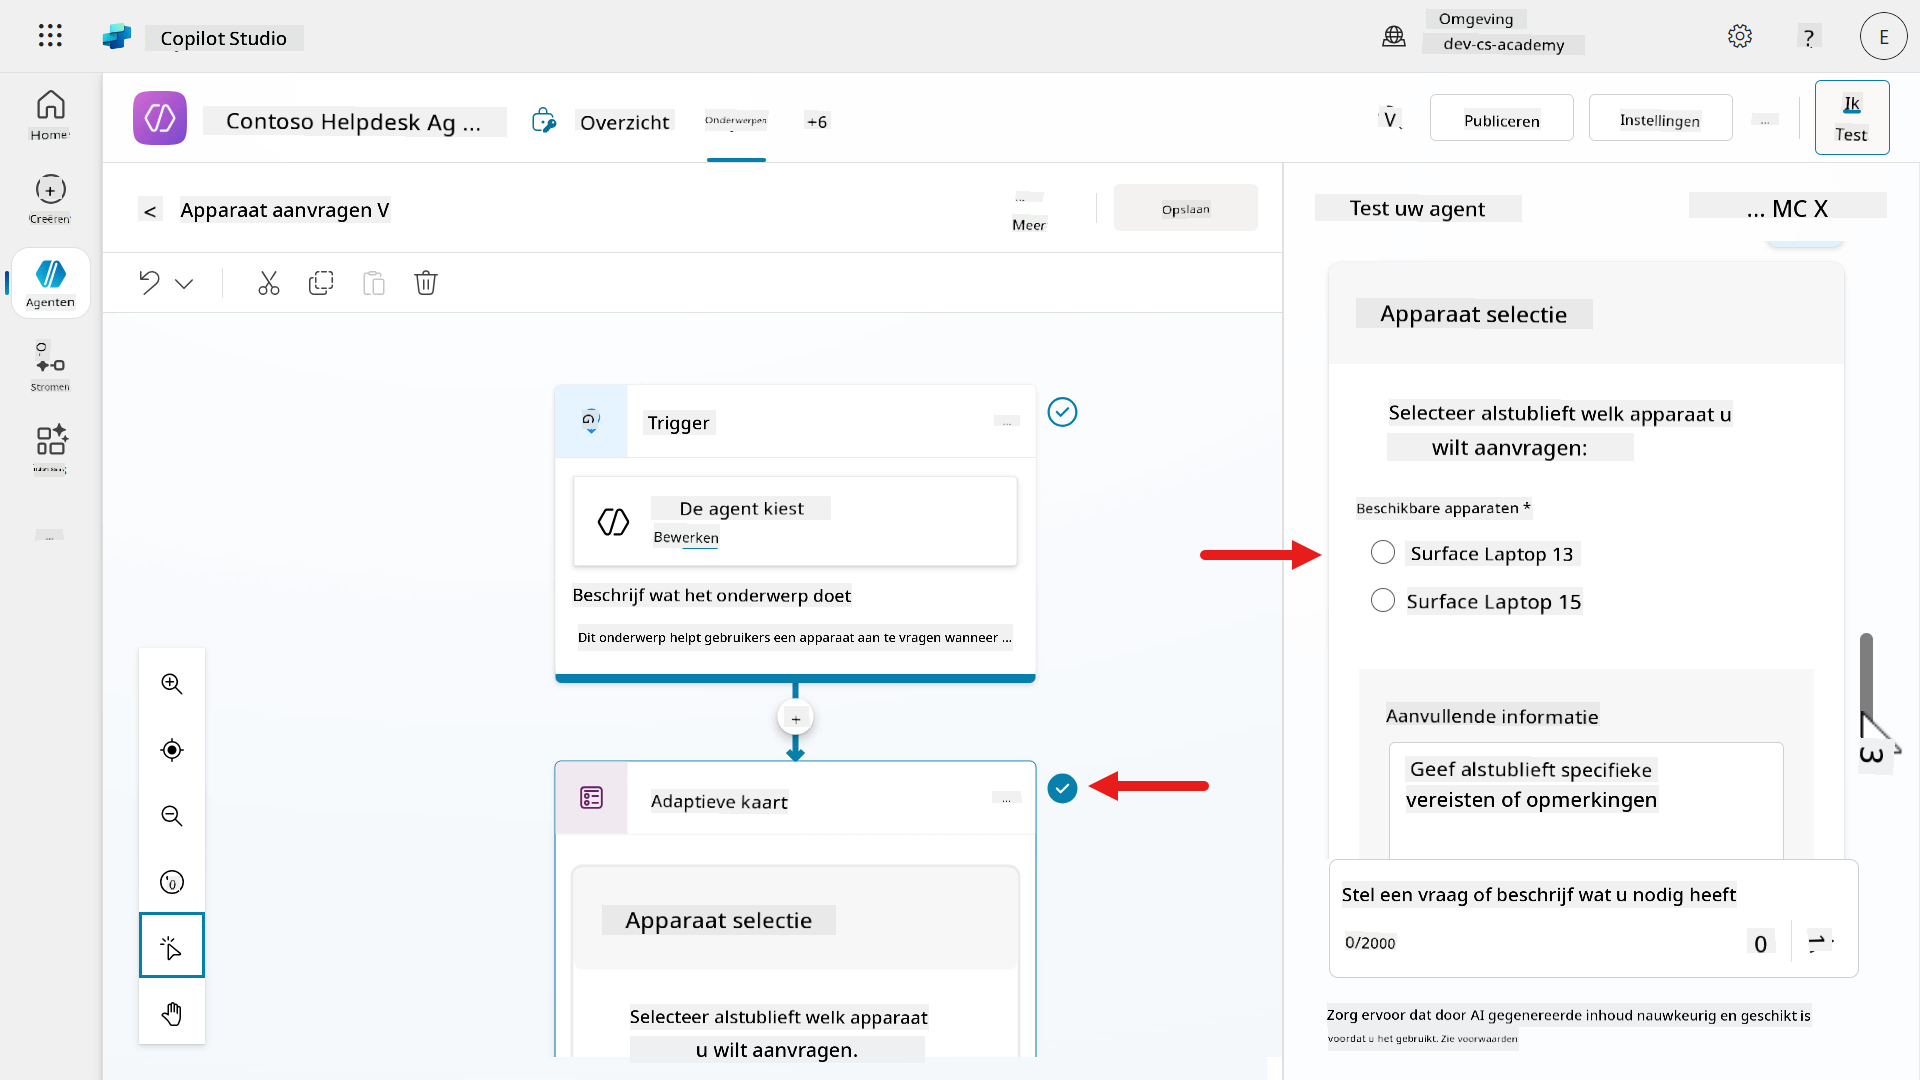 Copilot Studio
Omgeving
dev-cs-academy
?
E
Home
Creëren
Agenten
Stromen
...
Contoso Helpdesk Ag ...
Overzicht
Onderwerpen
+6
V
Publiceren
Instellingen
...
Ik
Test
< Apparaat aanvragen V
...
Meer
Opslaan
Trigger
...
De agent kiest
Bewerken
Beschrijf wat het onderwerp doet
Dit onderwerp helpt gebruikers een apparaat aan te vragen wanneer ...
+
Adaptieve kaart
...
Apparaat selectie
Selecteer alstublieft welk apparaat
u wilt aanvragen.
Test uw agent
... MC X
Apparaat selectie
Selecteer alstublieft welk apparaat u
wilt aanvragen:
Beschikbare apparaten *
Surface Laptop 13
Surface Laptop 15
Aanvullende informatie
Geef alstublieft specifieke
vereisten of opmerkingen
3
Stel een vraag of beschrijf wat u nodig heeft
0/2000
0
Zorg ervoor dat door AI gegenereerde inhoud nauwkeurig en geschikt is
voordat u het gebruikt. Zie voorwaarden